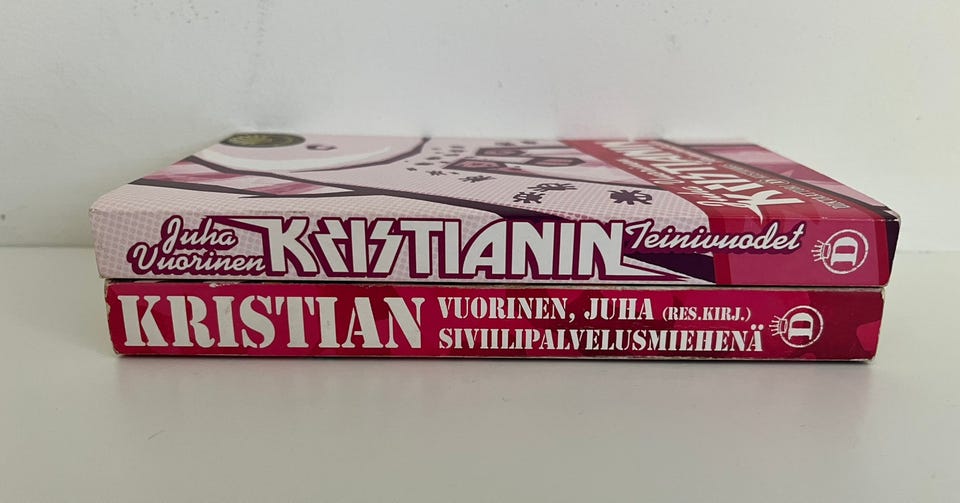 Juha
Vuorinen
KRISTIANIN
Teinivuodet
D
KRISTIAN
VUORINEN, JUHA (RES.KIRJ.)
SIVIILIPALVELUSMIEHENÄ
D